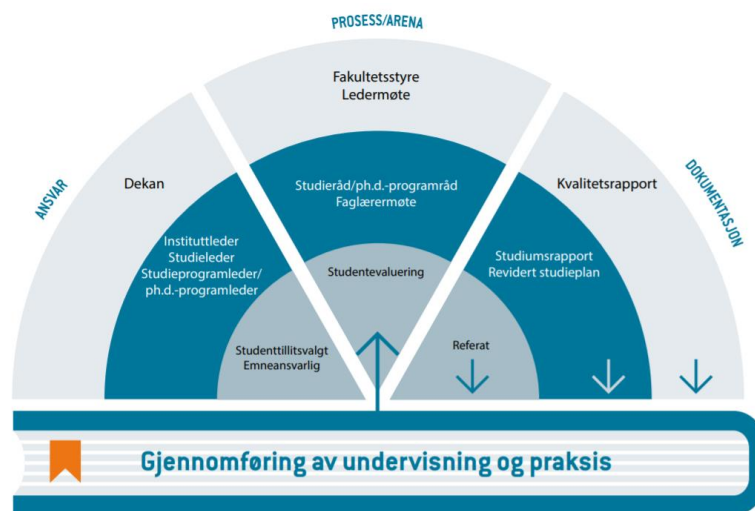 PROSESS/ARENA
Fakultetsstyre
Ledermøte
ANSVAR
Dekan
Kvalitetsrapport
DOKUMENTASJON
Studieråd/ph.d.-programråd
Faglærermøte
Instituttleder
Studieleder
Studieprogramleder/
ph.d.-programleder
Studiumsrapport
Revidert studieplan
Studentevaluering
Studenttillitsvalgt
Emneansvarlig
Referat
Gjennomføring av undervisning og praksis